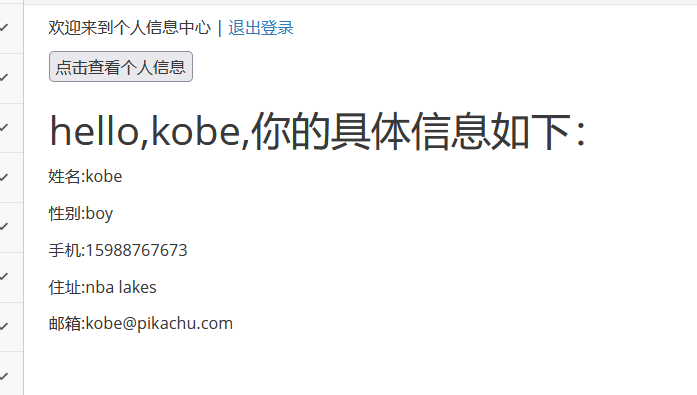 欢迎来到个人信息中心 | 退出登录
点击查看个人信息
hello,kobe,你的具体信息如下：
姓名:kobe
性别:boy
手机:15988767673
住址:nba lakes
邮箱:kobe@pikachu.com